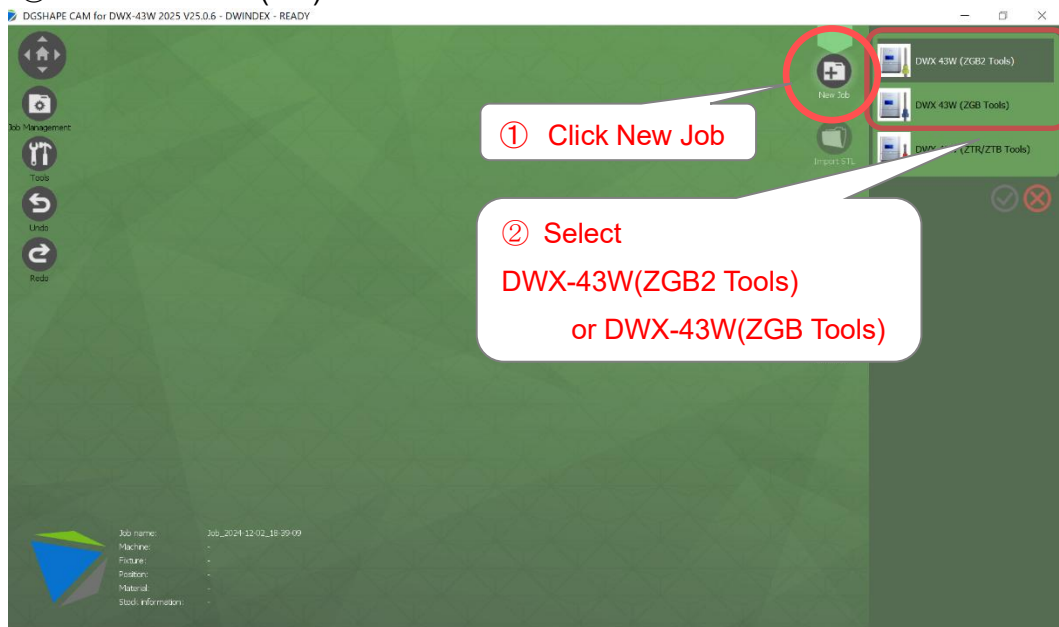 DGSHAPE CAM for DWX-43W 2025 V25.0.6 - DWINDEX - READY
New Job
DWX 43W (ZGB2 Tools)
DWX 43W (ZGB Tools)
(ZTR/ZTB Tools)
Import STL
Job Management
Tools
Undo
Redo
① Click New Job
② Select
DWX-43W(ZGB2 Tools)
or DWX-43W(ZGB Tools)
Job name: Job_2024-12-02_18-39-09
Machine: -
Fixture: -
Position: -
Material: -
Stock information: -